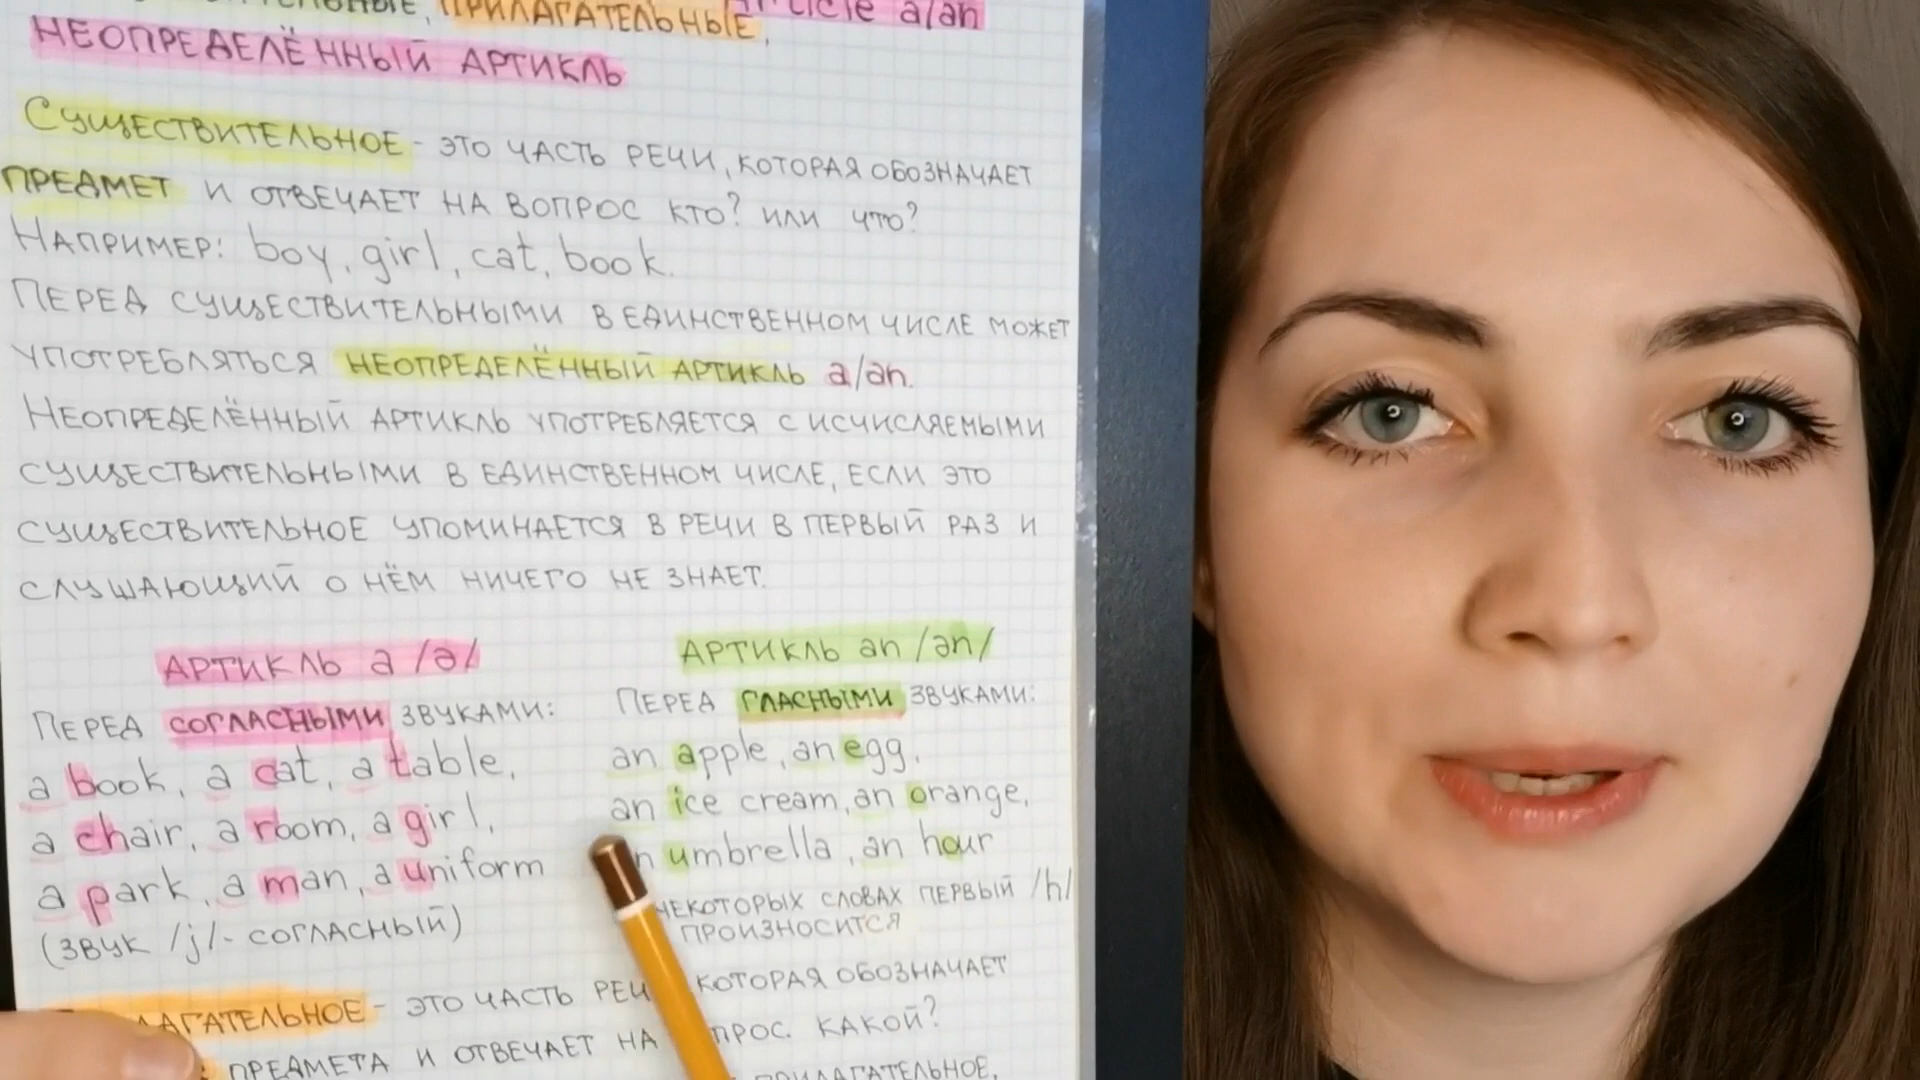 ПРИЛАГАТЕЛЬНЫЕ, article a/an
НЕОПРЕДЕЛЁННЫЙ АРТИКЛЬ
СУЩЕСТВИТЕЛЬНОЕ - ЭТО ЧАСТЬ РЕЧИ, КОТОРАЯ ОБОЗНАЧАЕТ
ПРЕДМЕТ И ОТВЕЧАЕТ НА ВОПРОС КТО? ИЛИ ЧТО?
НАПРИМЕР: boy, girl, cat, book.
ПЕРЕД СУЩЕСТВИТЕЛЬНЫМИ В ЕДИНСТВЕННОМ ЧИСЛЕ МОЖЕТ
УПОТРЕБЛЯТЬСЯ НЕОПРЕДЕЛЁННЫЙ АРТИКЛЬ a/an.
НЕОПРЕДЕЛЁННЫЙ АРТИКЛЬ УПОТРЕБЛЯЕТСЯ С ИСЧИСЛЯЕМЫМИ
СУЩЕСТВИТЕЛЬНЫМИ В ЕДИНСТВЕННОМ ЧИСЛЕ, ЕСЛИ ЭТО
СУЩЕСТВИТЕЛЬНОЕ УПОМИНАЕТСЯ В РЕЧИ В ПЕРВЫЙ РАЗ И
СЛУШАЮЩИЙ О НЁМ НИЧЕГО НЕ ЗНАЕТ.
АРТИКЛЬ a /ə/
ПЕРЕД СОГЛАСНЫМИ ЗВУКАМИ:
a book, a cat, a table,
a chair, a room, a girl,
a park, a man, a uniform
(ЗВУК /j/- СОГЛАСНЫЙ)
АРТИКЛЬ an /ən/
ПЕРЕД ГЛАСНЫМИ ЗВУКАМИ:
an apple, an egg,
an ice cream, an orange,
umbrella, an hour
НЕКОТОРЫХ СЛОВАХ ПЕРВЫЙ /h/
ПРОИЗНОСИТСЯ
- ЭТО ЧАСТЬ КОТОРАЯ ОБОЗНАЧАЕТ
ПРЕДМЕТА И ОТВЕЧАЕТ НА КАКОЙ?
ПРИЛАГАТЕЛЬНОЕ,